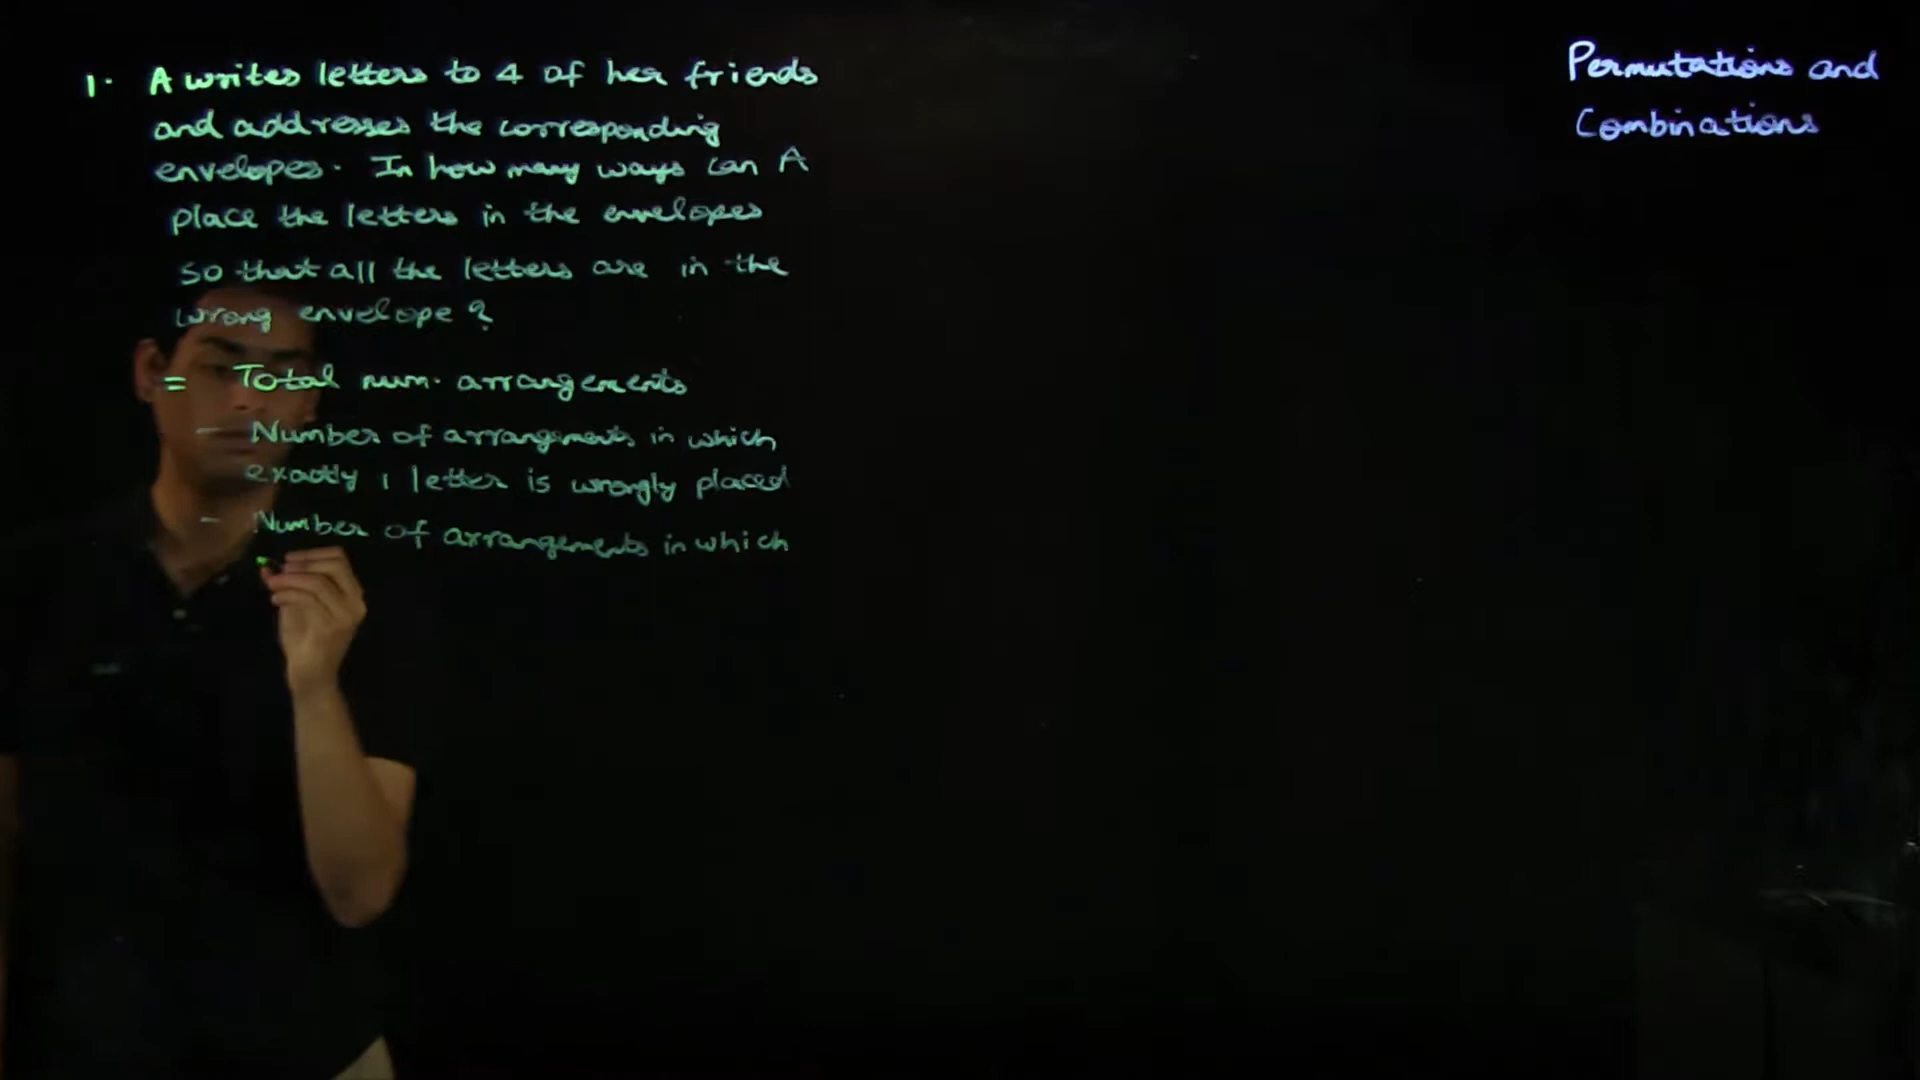 Permutations and
Combinations
1. A writes letters to 4 of her friends
and addresses the corresponding
envelopes. In how many ways can A
place the letters in the envelopes
so that all the letters are in the
wrong envelope?
= Total num. arrangements
- Number of arrangements in which
exactly 1 letter is wrongly placed
- Number of arrangements in which